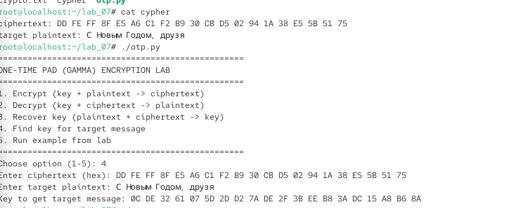 crypto.txt  cypher  otp.py
root@localhost:~/lab_07# cat cypher
ciphertext: DD FE FF 8F E5 A6 C1 F2 B9 30 CB D5 02 94 1A 38 E5 5B 51 75
target plaintext: С Новым Годом, друзя
root@localhost:~/lab_07# ./otp.py
==================================================
ONE-TIME PAD (GAMMA) ENCRYPTION LAB
==================================================
1. Encrypt (key + plaintext -> ciphertext)
2. Decrypt (key + ciphertext -> plaintext)
3. Recover key (plaintext + ciphertext -> key)
4. Find key for target message
5. Run example from lab
==================================================
Choose option (1-5): 4
Enter ciphertext (hex): DD FE FF 8F E5 A6 C1 F2 B9 30 CB D5 02 94 1A 38 E5 5B 51 75
Enter target plaintext: С Новым Годом, друзя
Key to get target message: 0C DE 32 61 07 5D 2D D2 7A DE 2F 3B EE B8 3A DC 15 A8 B6 8A